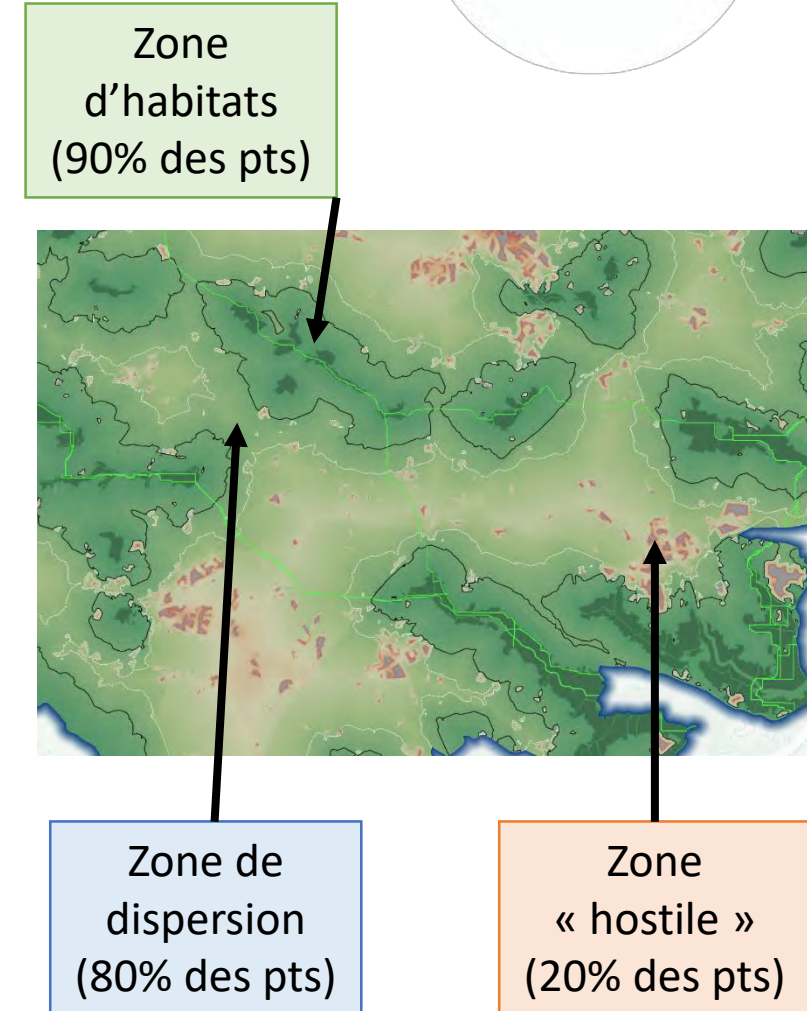 Zone
d’habitats
(90% des pts)
Zone de
dispersion
(80% des pts)
Zone
« hostile »
(20% des pts)